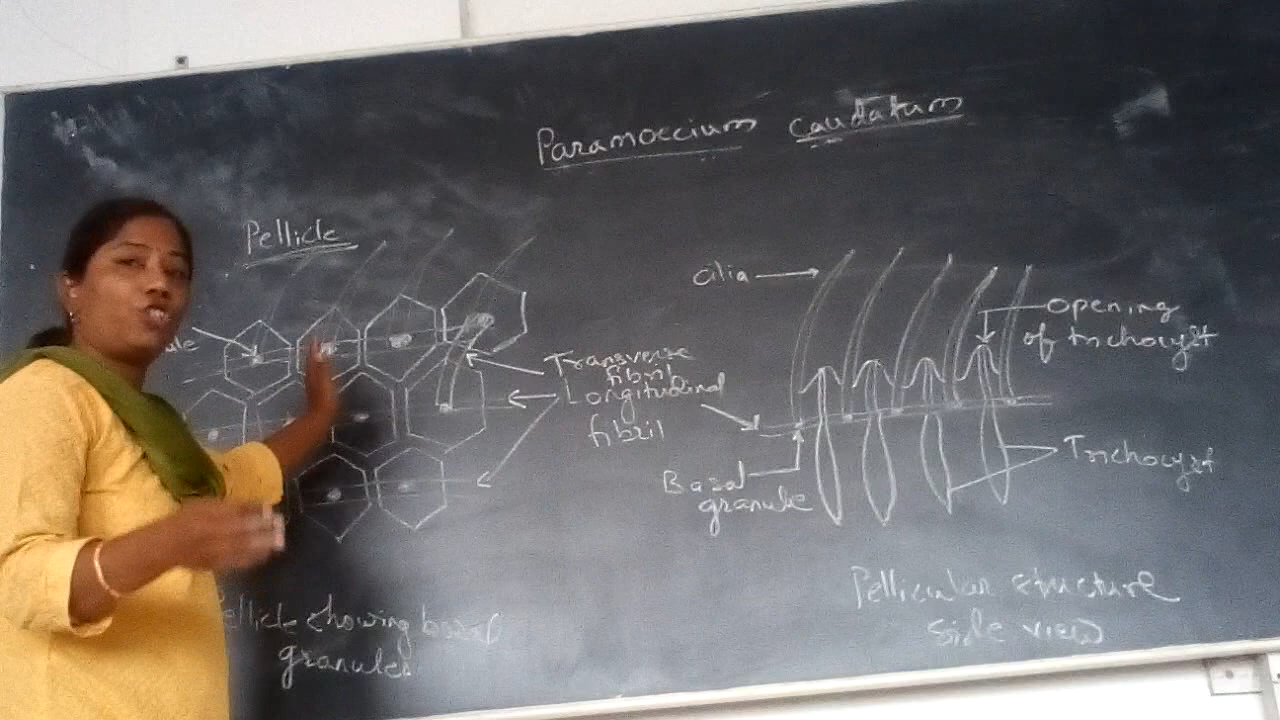 Paramoecium caudatum
Pellicle
cilia
Opening
of trichocyst
Transverse
fibril
Longitudinal
fibril
Basal
granule
Trichocyst
Pellicle showing basal
granules
Pellicular structure
Side view